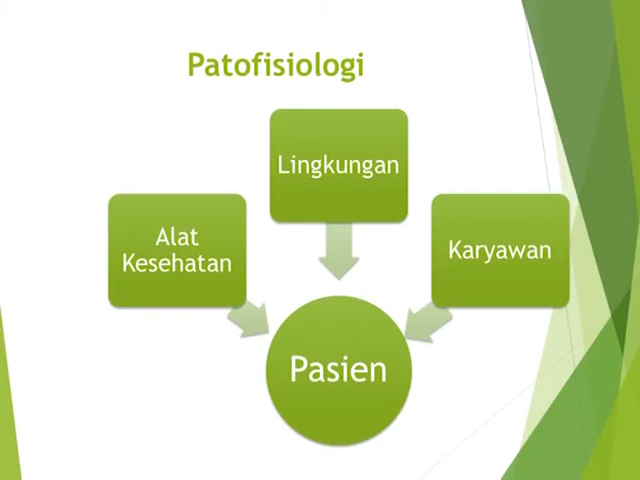 Patofisiologi
Lingkungan
Alat
Kesehatan
Karyawan
Pasien